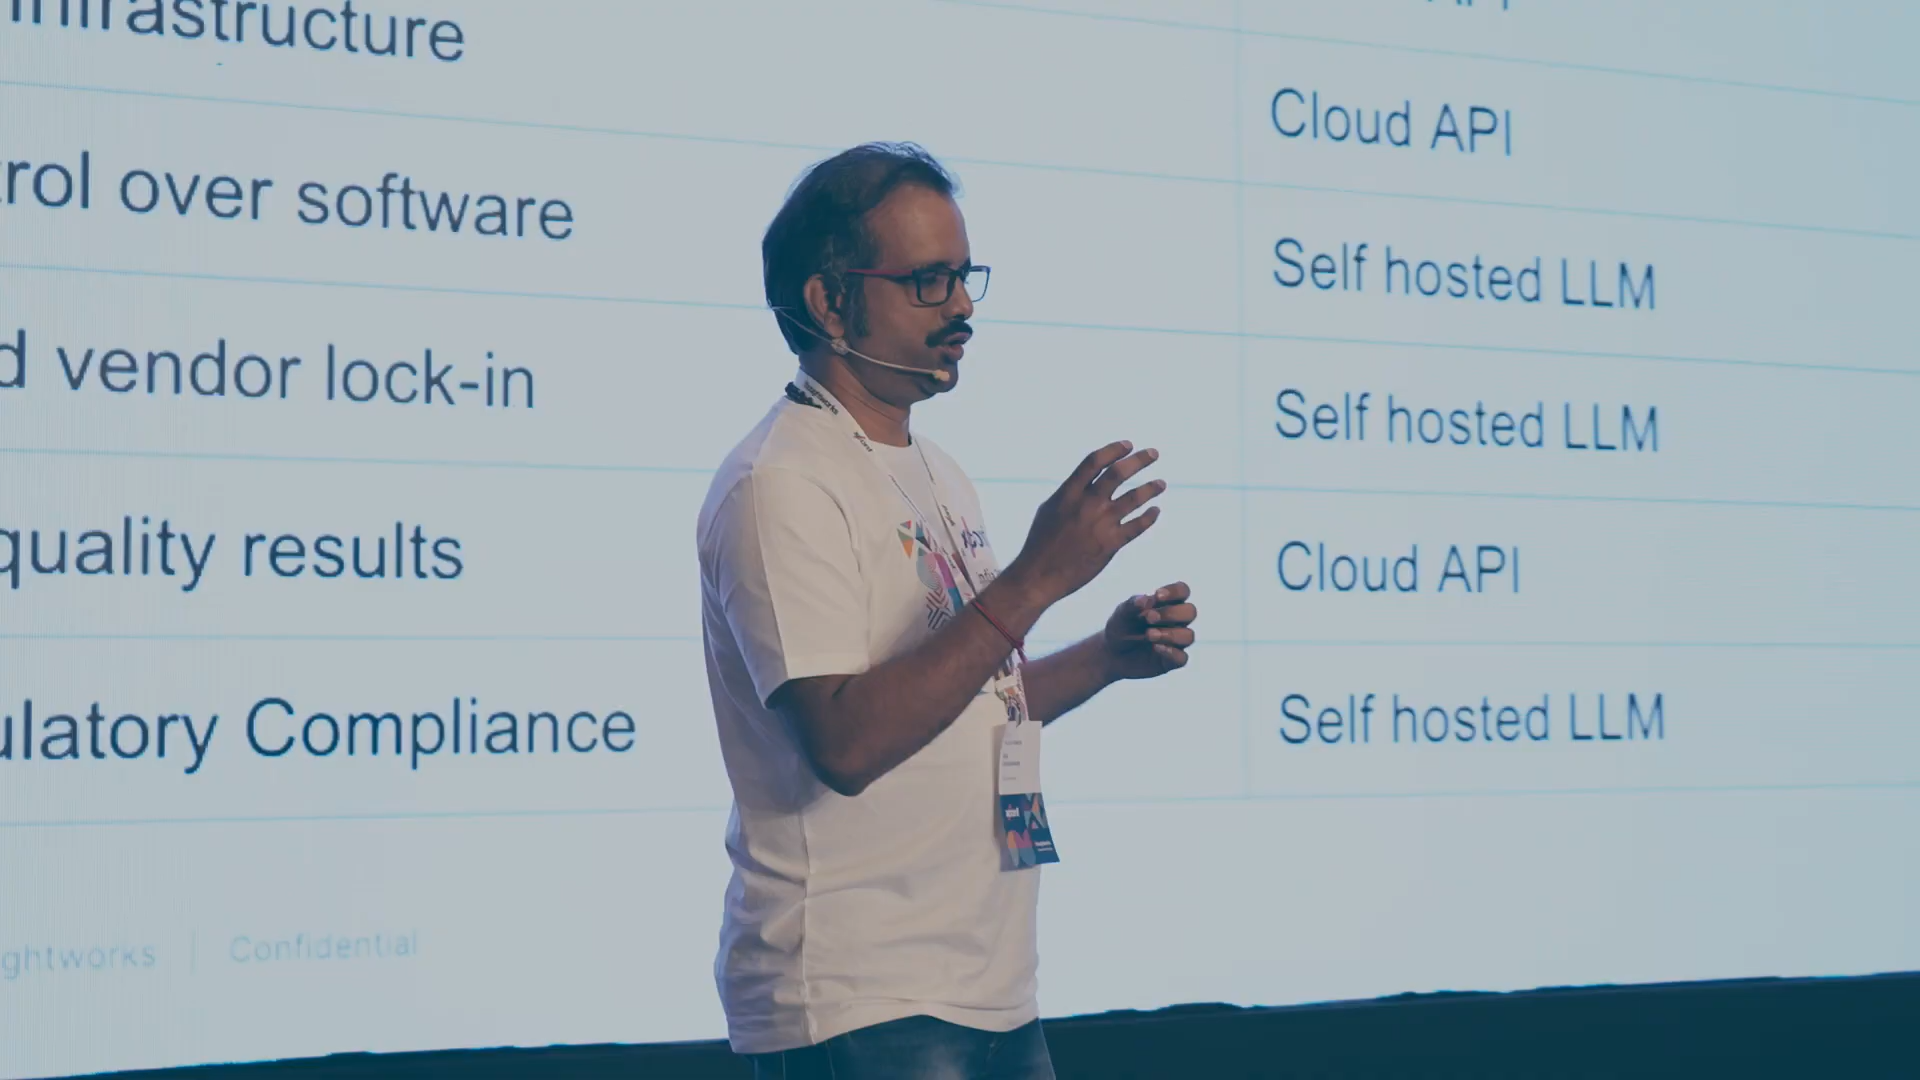 infrastructure
Cloud API
rol over software
Self hosted LLM
d vendor lock-in
Self hosted LLM
quality results
Cloud API
ulatory Compliance
Self hosted LLM
ghtworks | Confidential